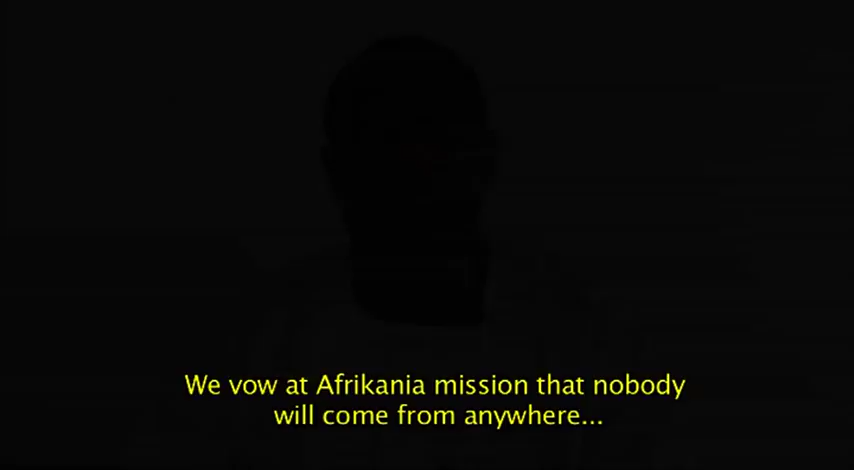 We vow at Afrikania mission that nobody
will come from anywhere...